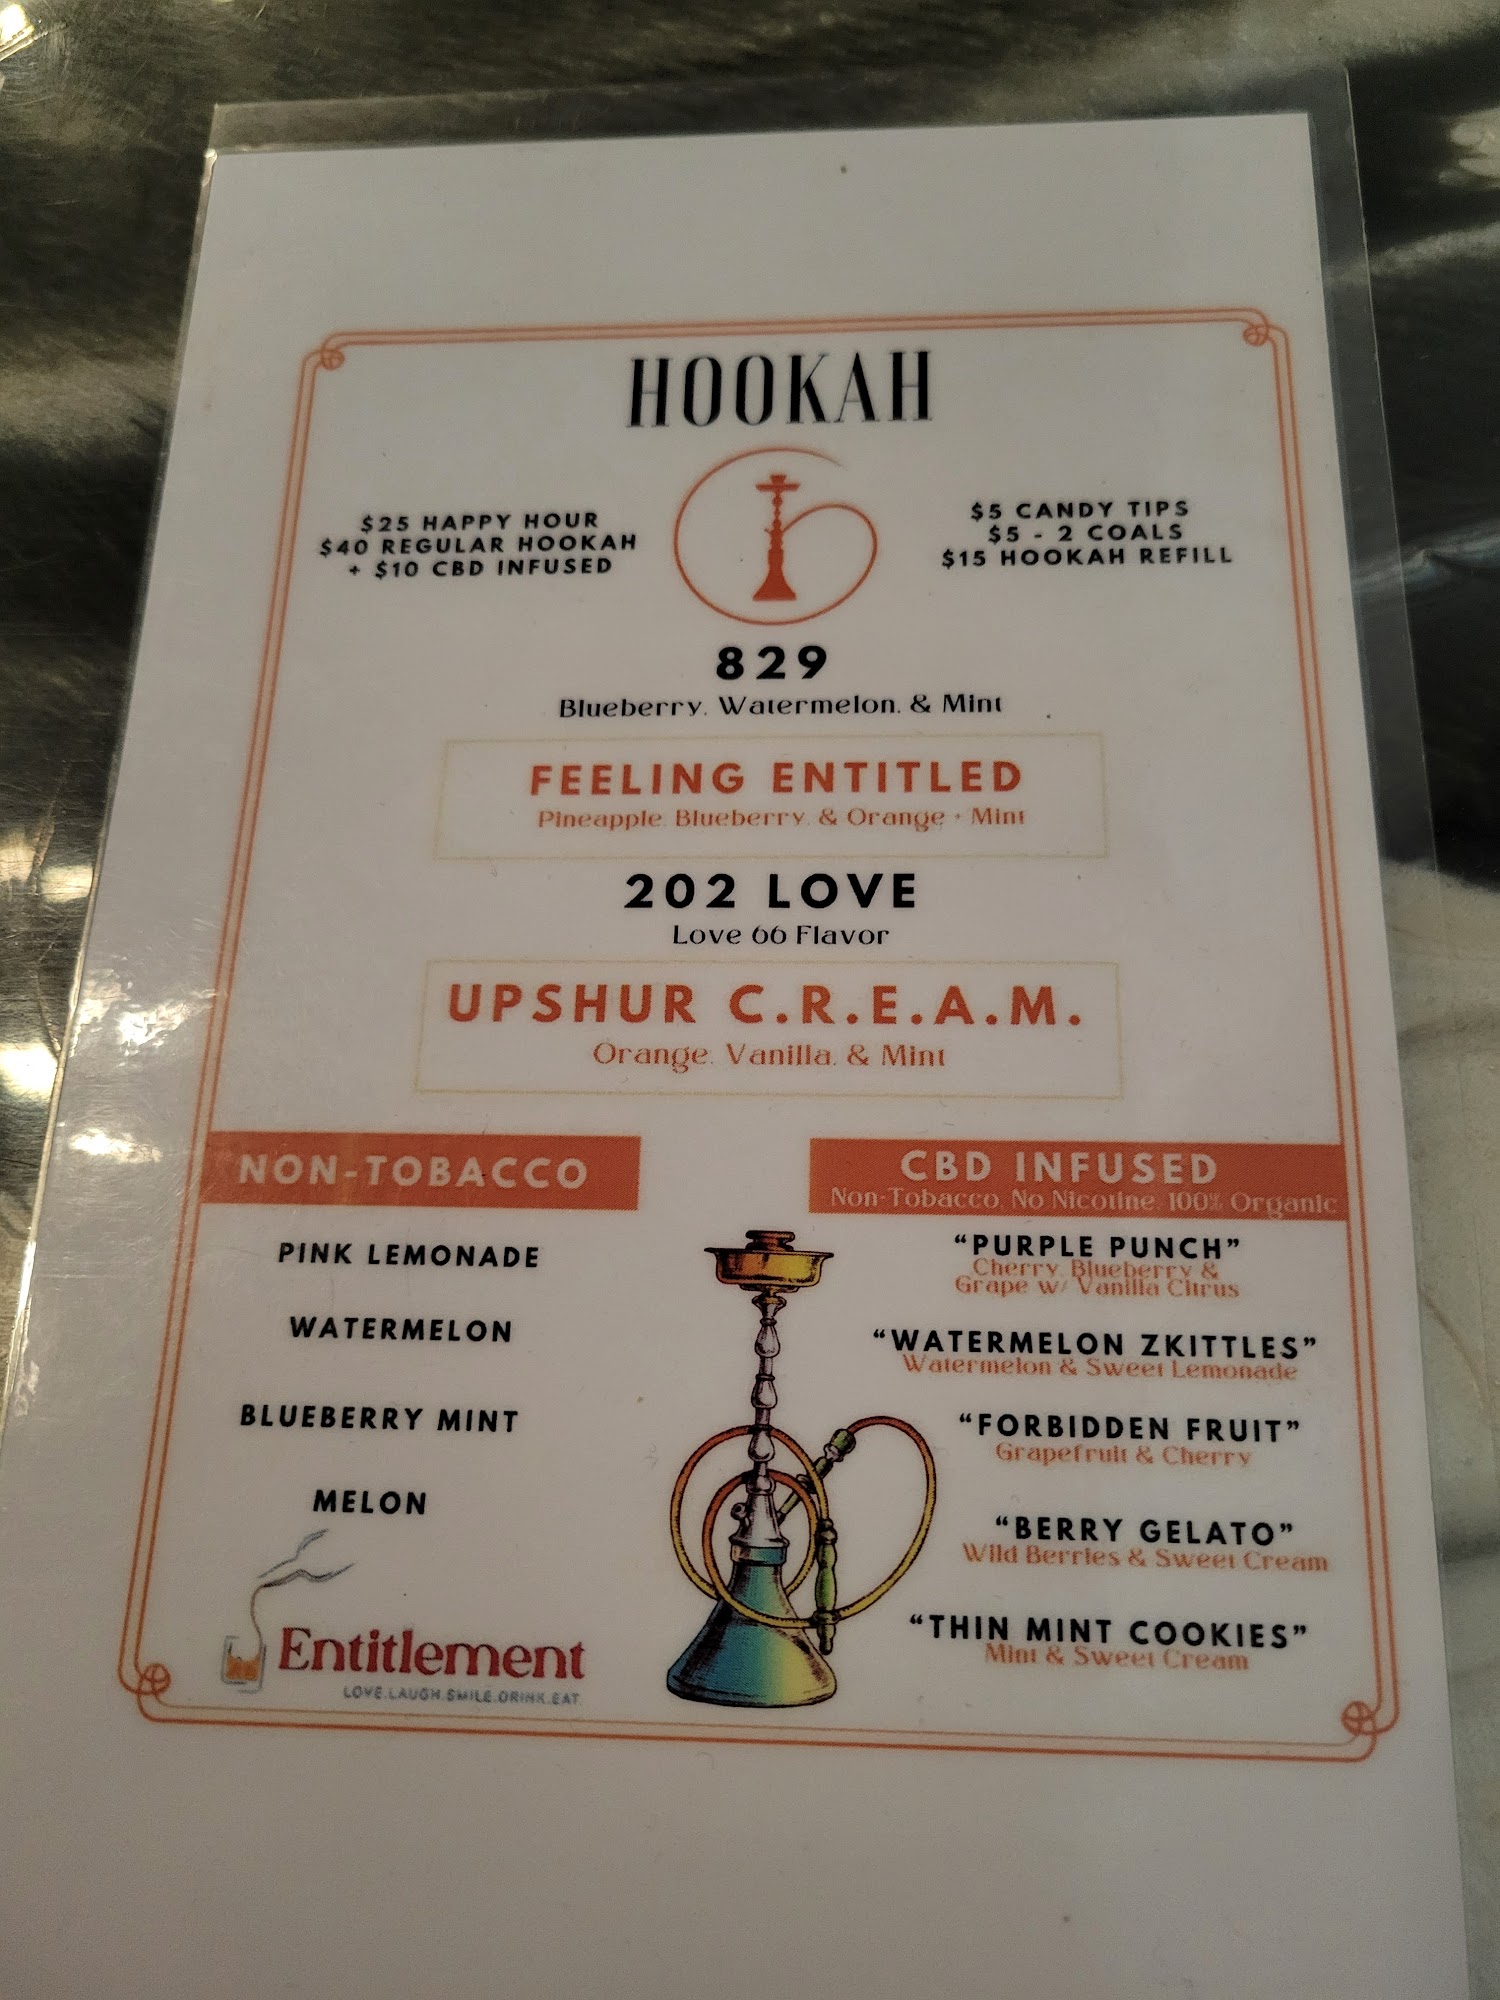 HOOKAH
$25 HAPPY HOUR
$40 REGULAR HOOKAH
+ $10 CBD INFUSED
$5 CANDY TIPS
$5 - 2 COALS
$15 HOOKAH REFILL
829
Blueberry, Watermelon, & Mint
FEELING ENTITLED
Pineapple, Blueberry, & Orange + Mint
202 LOVE
Love 66 Flavor
UPSHUR C.R.E.A.M.
Orange, Vanilla, & Mint
NON-TOBACCO
PINK LEMONADE
WATERMELON
BLUEBERRY MINT
MELON
CBD INFUSED
Non-Tobacco, No Nicotine, 100% Organic
"PURPLE PUNCH"
Cherry, Blueberry &
Grape w/ Vanilla Citrus
"WATERMELON ZKITTLES"
Watermelon & Sweet Lemonade
"FORBIDDEN FRUIT"
Grapefruit & Cherry
"BERRY GELATO"
Wild Berries & Sweet Cream
"THIN MINT COOKIES"
Mint & Sweet Cream
Entitlement
LOVE.LAUGH.SMILE.DRINK.EAT.